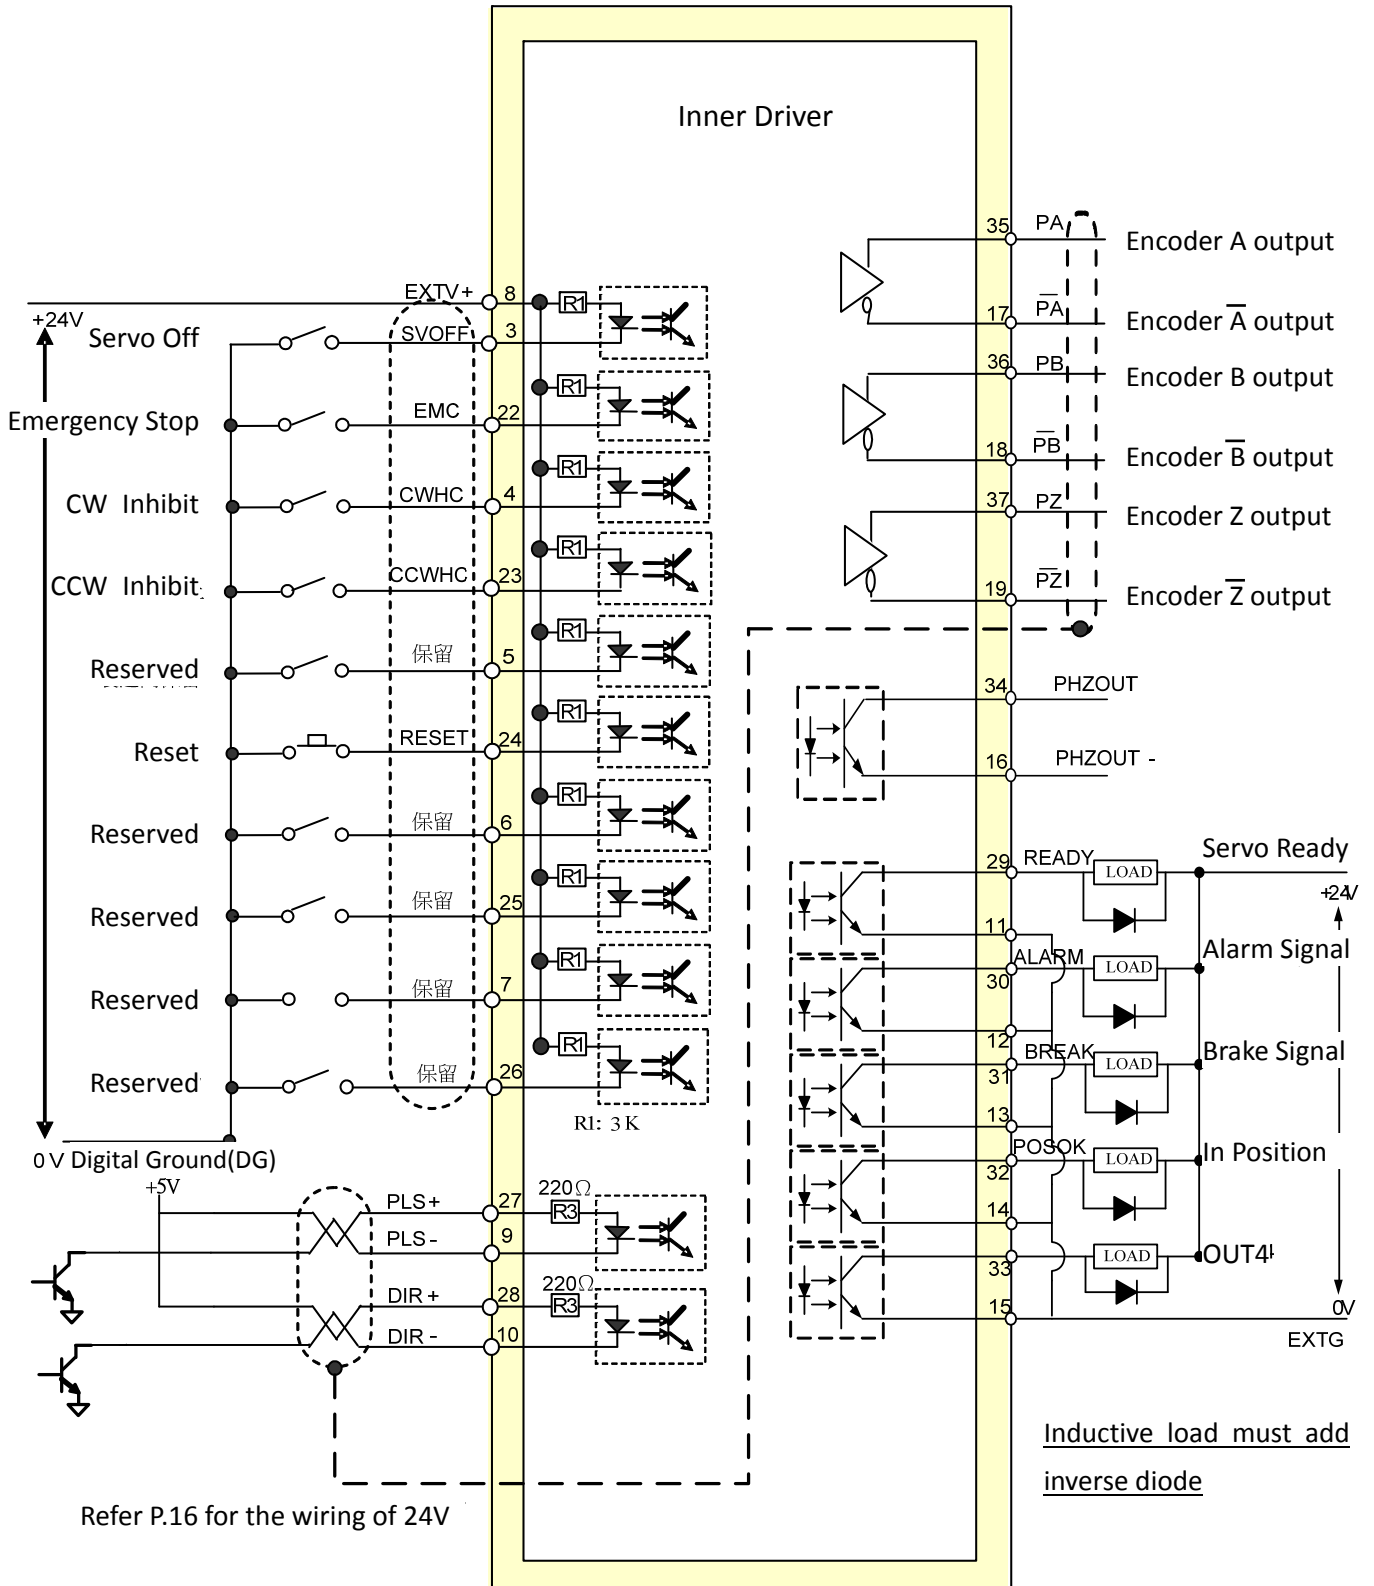 Inner Driver
35 PA Encoder A output
17 P̅A̅ Encoder A̅ output
36 PB Encoder B output
18 P̅B̅ Encoder B̅ output
37 PZ Encoder Z output
19 P̅Z̅ Encoder Z̅ output
34 PHZOUT
16 PHZOUT -
EXTV+ 8 R1
+24V
Servo Off SVOFF 3
R1
Emergency Stop EMC 22
R1
CW Inhibit CWHC 4
R1
CCW Inhibit CCWHC 23
R1
Reserved 保留 5
R1
Reset RESET 24
R1
Reserved 保留 6
R1
Reserved 保留 25
R1
Reserved 保留 7
R1
Reserved 保留 26
R1: 3 K
0 V Digital Ground(DG)
+5V
PLS+ 27 220Ω R3
PLS- 9
DIR+ 28 220Ω R3
DIR- 10
29 READY LOAD Servo Ready
+24V
11
ALARM 30 LOAD Alarm Signal
12
BREAK 31 LOAD Brake Signal
13
POSOK 32 LOAD In Position
14
33 LOAD OUT4
15 0V
EXTG
Inductive load must add
inverse diode
Refer P.16 for the wiring of 24V